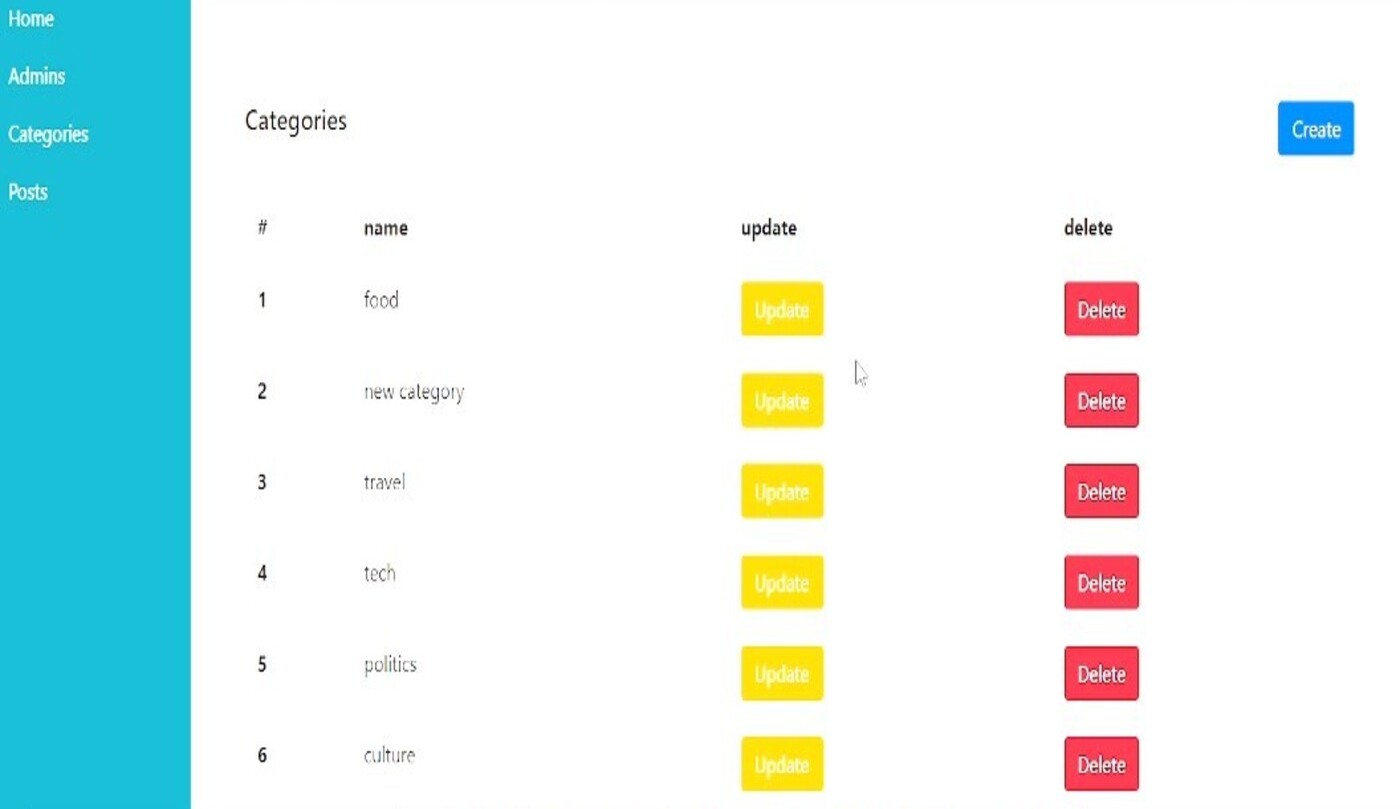 Home
Admins
Categories
Posts
Categories
Create
# name update delete
1 food Update Delete
2 new category Update Delete
3 travel Update Delete
4 tech Update Delete
5 politics Update Delete
6 culture Update Delete